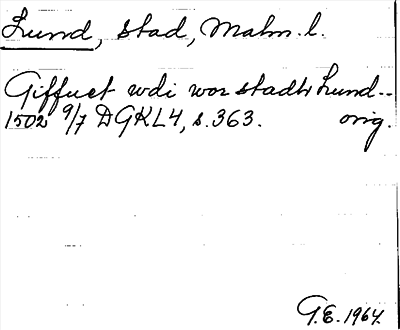 Lund, stad, Malm. l.
Giffuet wdi wor stadh Lund--
1502 9/7 DGKL4, s. 363. orig.
G.E. 1964.